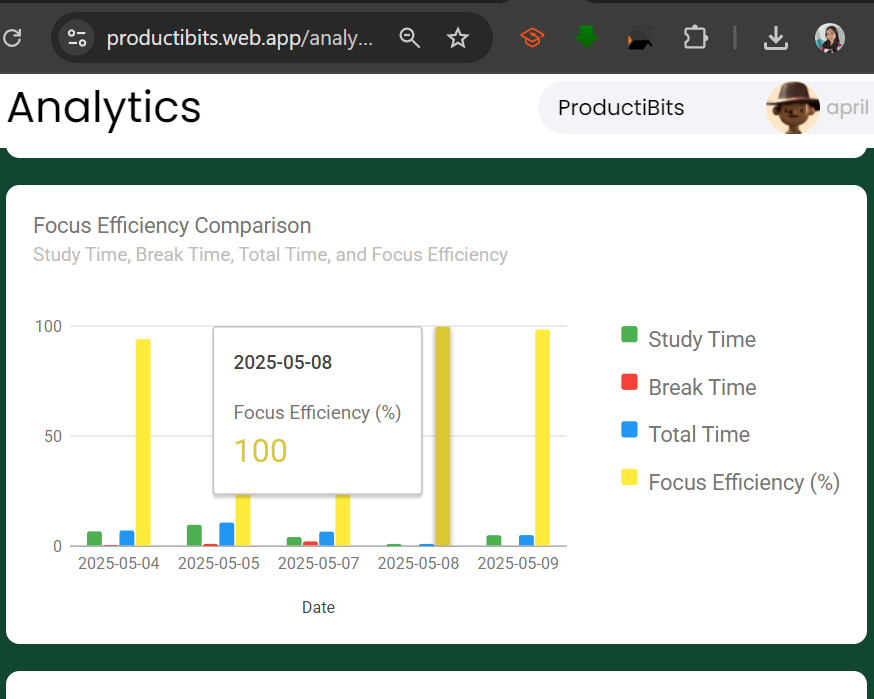 productibits.web.app/analy...
Analytics
ProductiBits
april
Focus Efficiency Comparison
Study Time, Break Time, Total Time, and Focus Efficiency
100
50
0
2025-05-08
Focus Efficiency (%)
100
2025-05-04
2025-05-05
2025-05-07
2025-05-08
2025-05-09
Date
Study Time
Break Time
Total Time
Focus Efficiency (%)